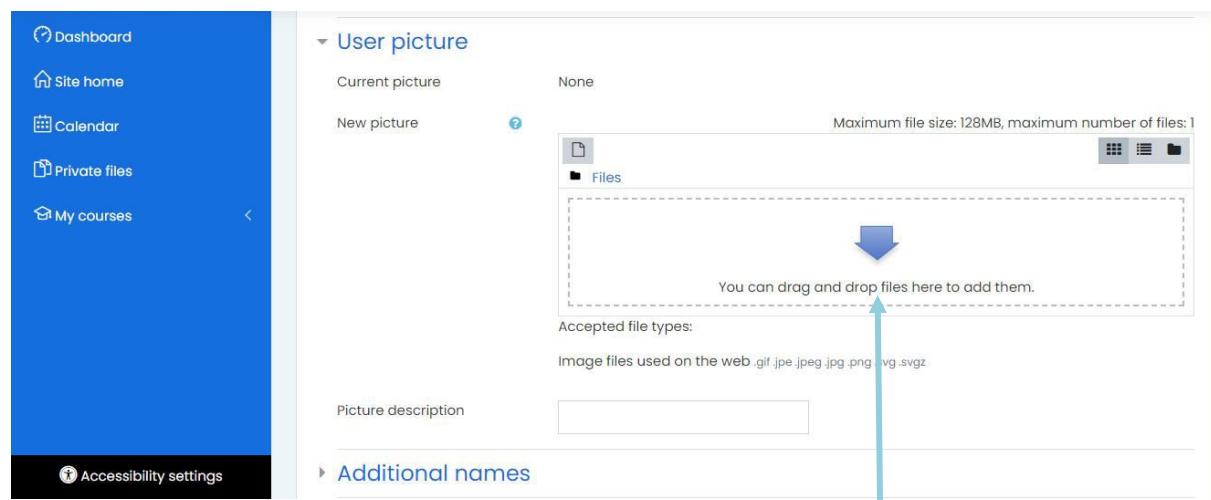 Dashboard
Site home
Calendar
Private files
My courses
Accessibility settings
User picture
Current picture
None
New picture
Maximum file size: 128MB, maximum number of files: 1
Files
You can drag and drop files here to add them.
Accepted file types:
Image files used on the web .gif .jpe .jpeg .jpg .png .svgz
Picture description
Additional names